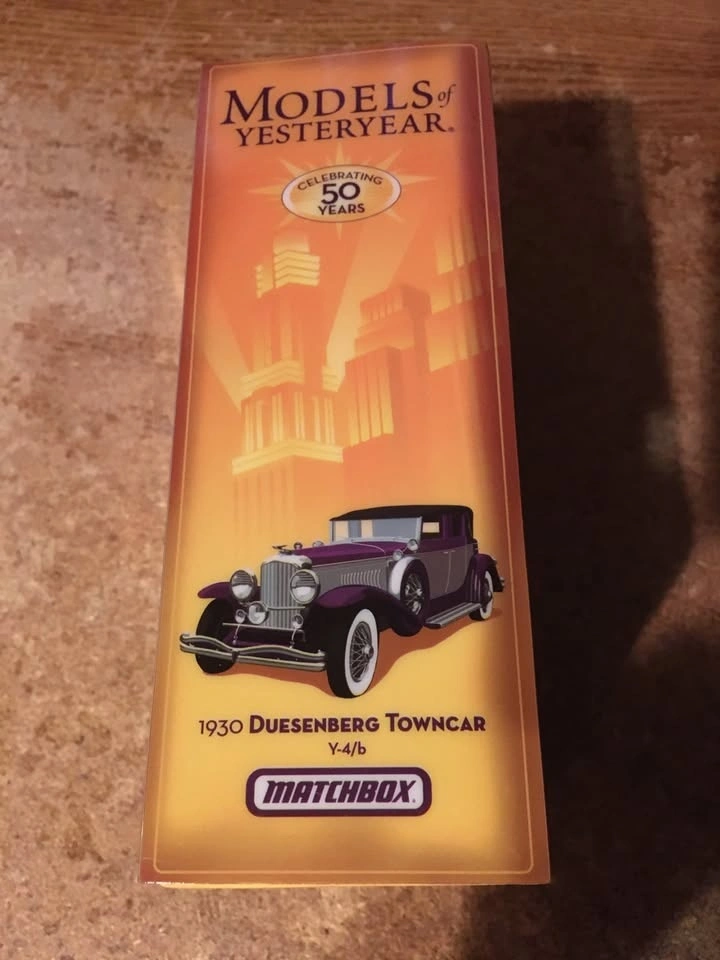 MODELS of
YESTERYEAR®
CELEBRATING
50
YEARS
1930 DUESENBERG TOWNCAR
Y-4/b
MATCHBOX®